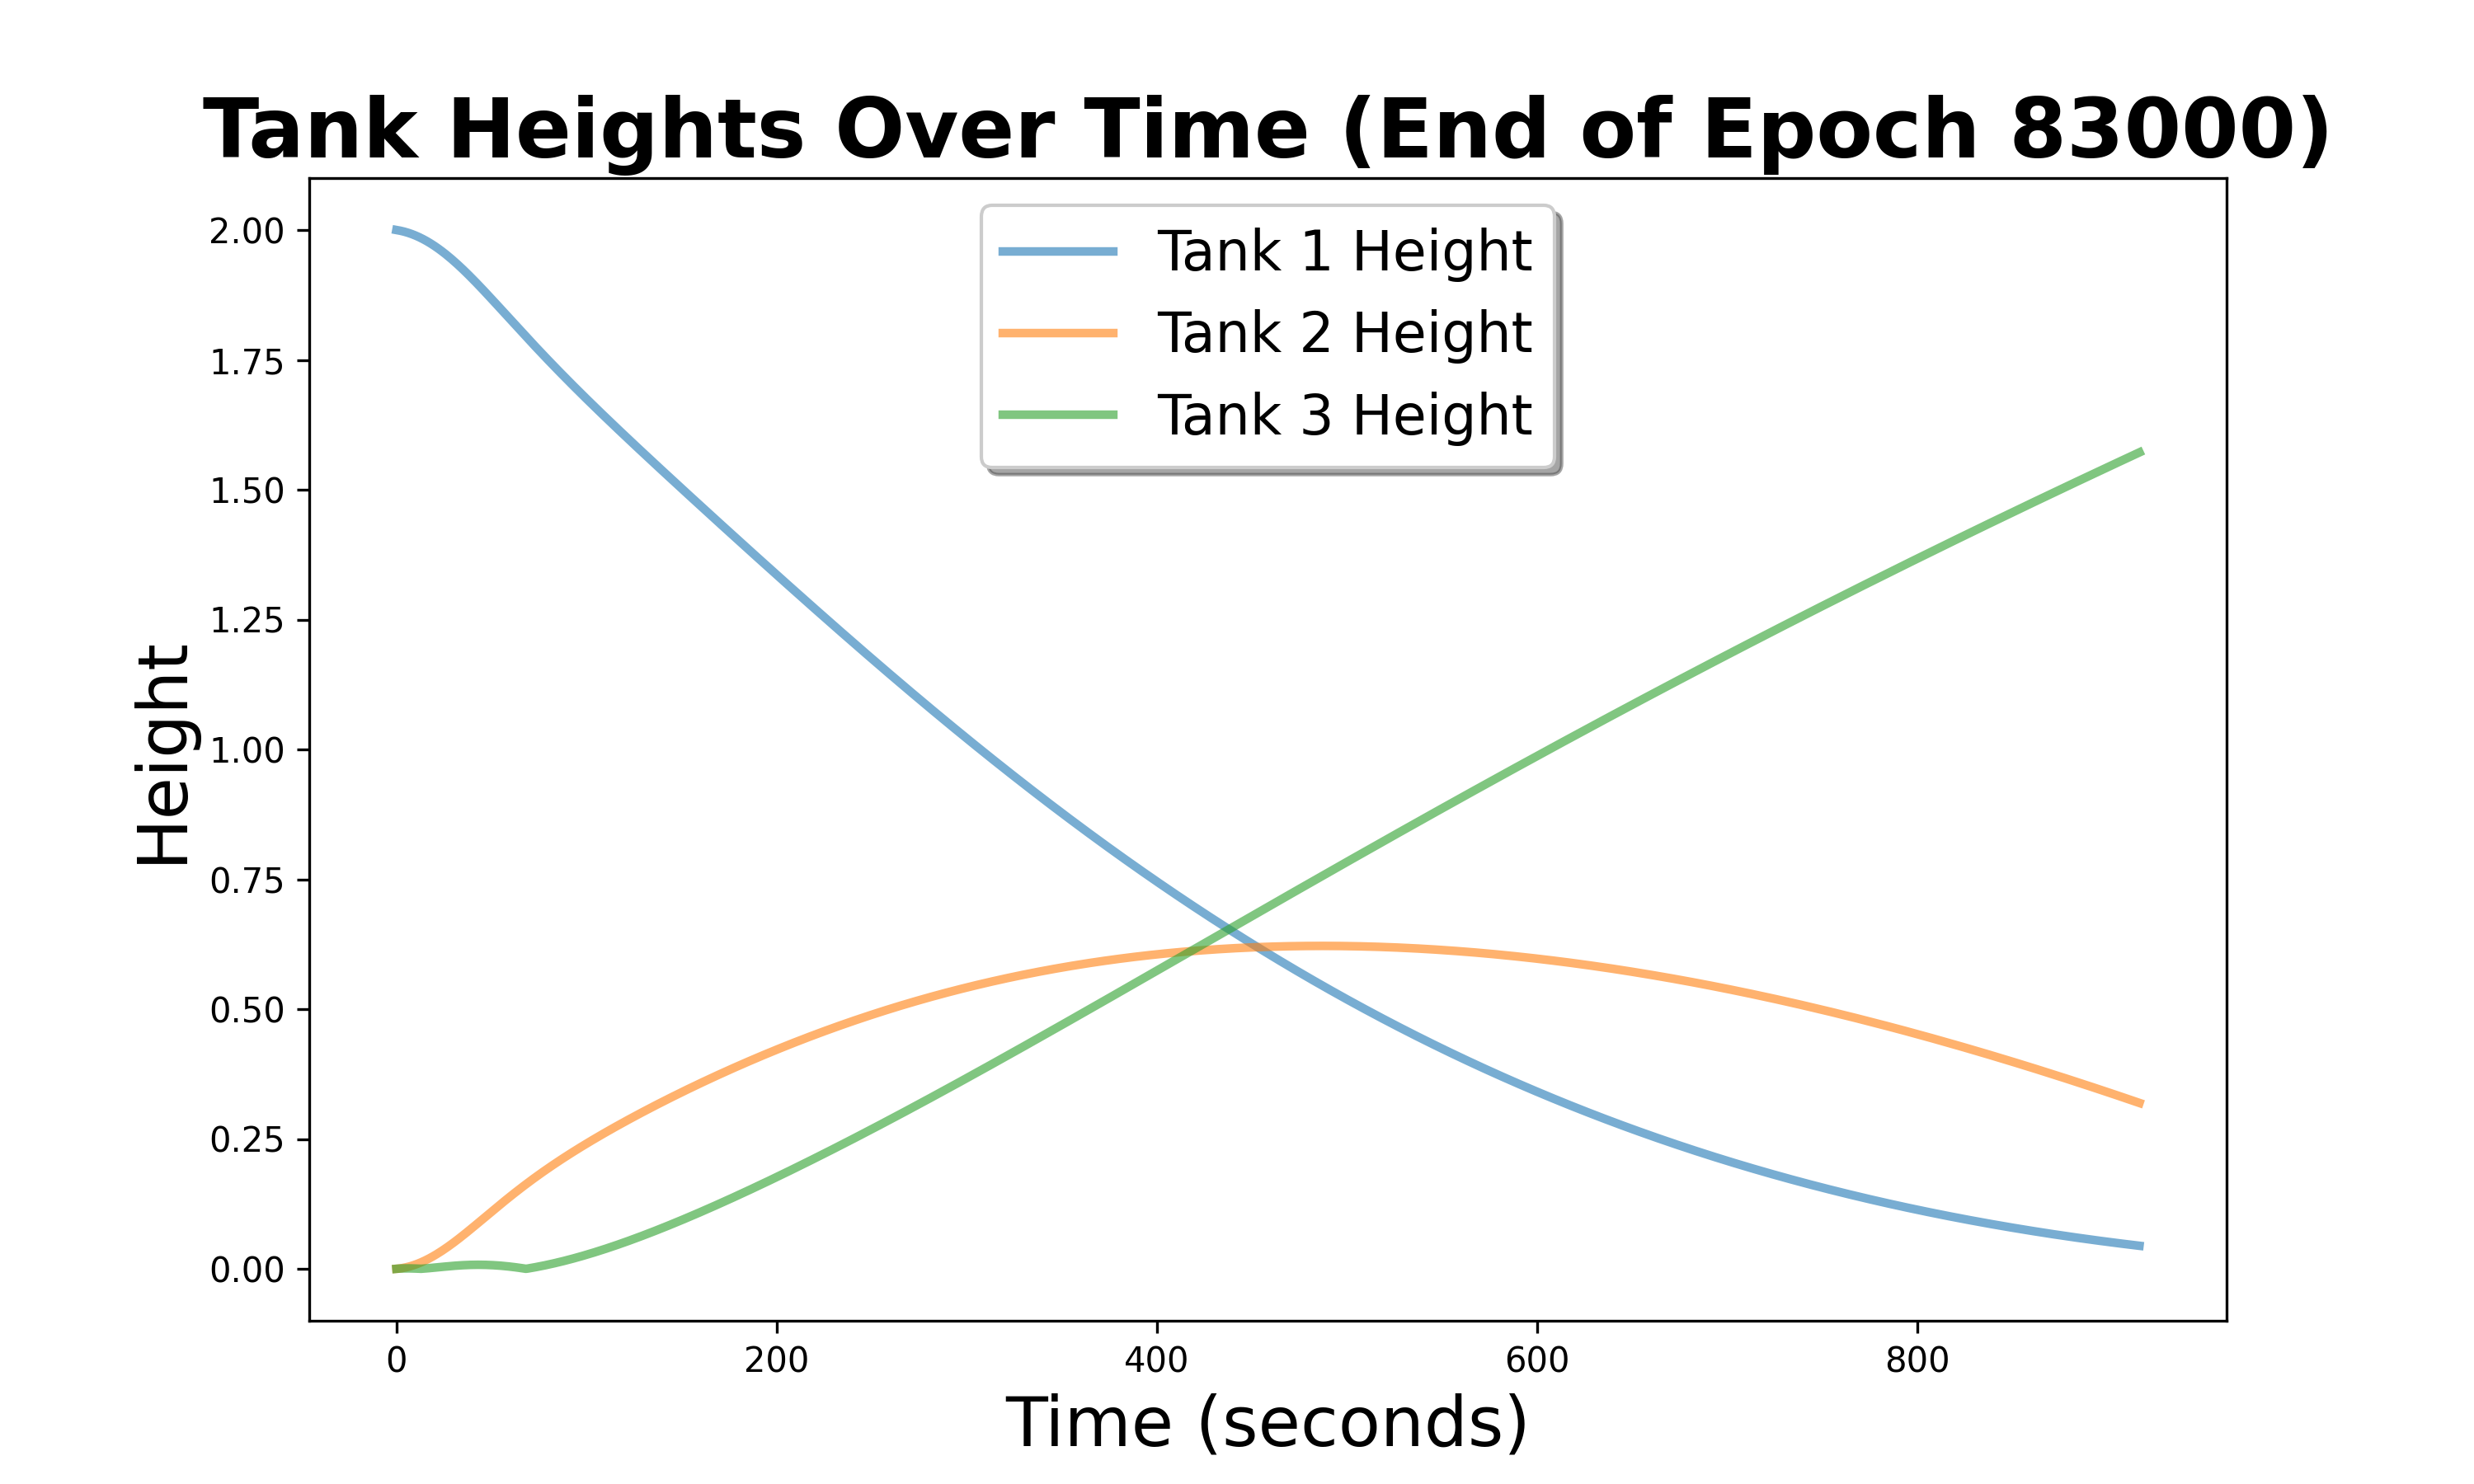 Tank Heights Over Time (End of Epoch 83000)
Tank 1 Height
Tank 2 Height
Tank 3 Height
Height
2.00
1.75
1.50
1.25
1.00
0.75
0.50
0.25
0.00
0 200 400 600 800
Time (seconds)